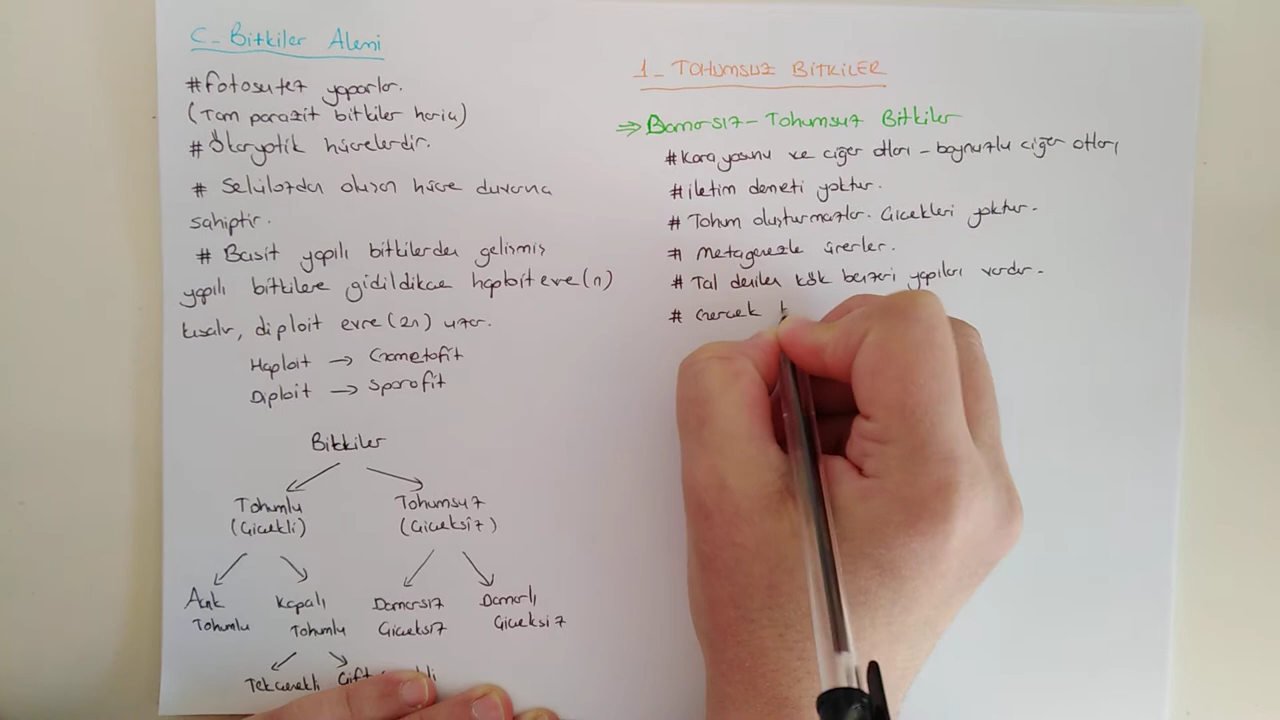 C- Bitkiler Alemi
#Fotosentez yaparlar.
(Tam parazit bitkiler hariç)
# Ökaryotik hücrelerdir.
# Selülozdan oluşan hücre duvarına
sahiptir.
# Basit yapılı bitkilerden gelişmiş
yapılı bitkilere gidildikçe haploit evre (n)
kısalır, diploit evre (2n) uzar.
Haploit → Gametofit
Diploit → Sporofit
Bitkiler
Tohumlu
(Çiçekli)
Tohumsuz
(Çiçeksiz)
Açık
Tohumlu
Kapalı
Tohumlu
Damarsız
Çiçeksiz
Damarlı
Çiçeksiz
Tek çenekli
1- TOHUMSUZ BİTKİLER
⇒ Damarsız-Tohumsuz Bitkiler
#Kara yosunu ve ciğer otları - boynuzlu ciğer otları
#iletim demeti yoktur.
# Tohum oluşturmazlar. Çiçekleri yoktur.
# Metagenezle ürerler.
# Tal denilen kök benzeri yapıları vardır.
# Gerçek